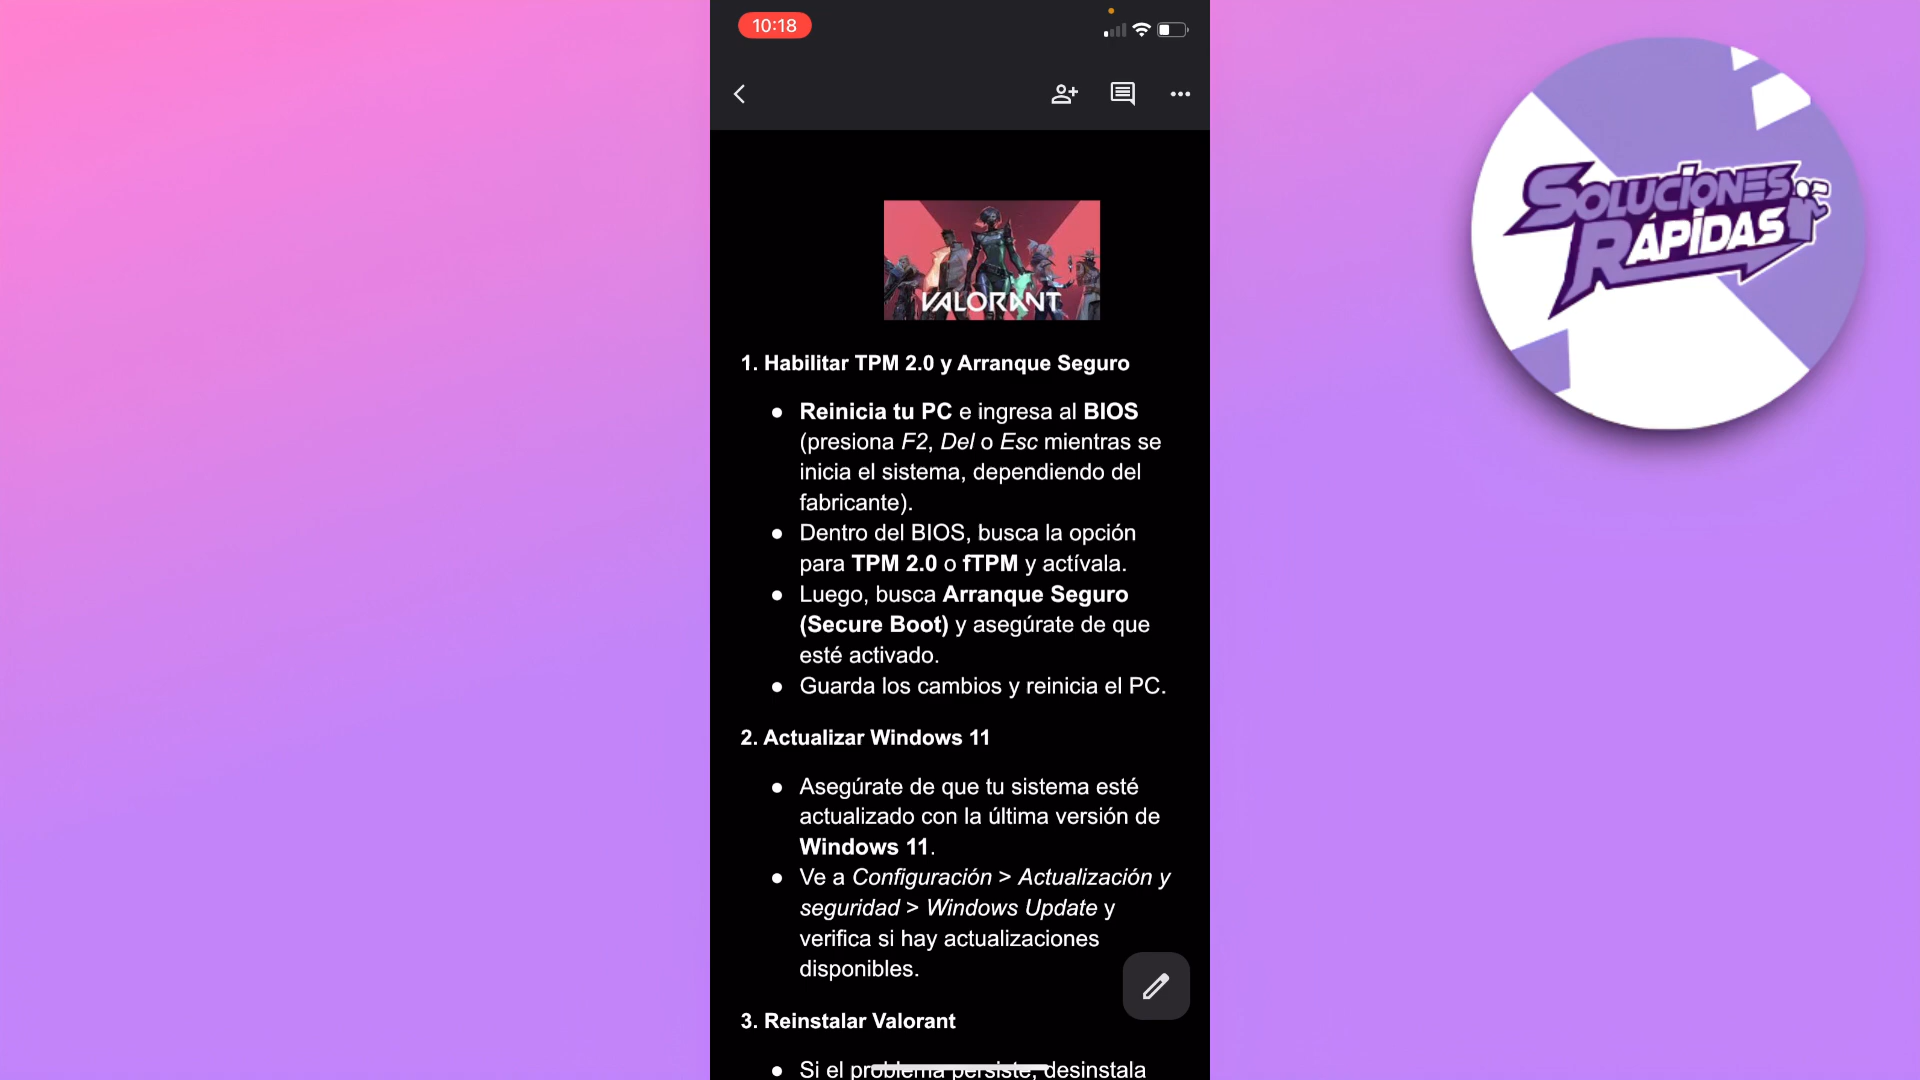 10:18
SOLUCIONES
RÁPIDAS
VALORANT
1. Habilitar TPM 2.0 y Arranque Seguro
● Reinicia tu PC e ingresa al BIOS
(presiona F2, Del o Esc mientras se
inicia el sistema, dependiendo del
fabricante).
● Dentro del BIOS, busca la opción
para TPM 2.0 o fTPM y actívala.
● Luego, busca Arranque Seguro
(Secure Boot) y asegúrate de que
esté activado.
● Guarda los cambios y reinicia el PC.
2. Actualizar Windows 11
● Asegúrate de que tu sistema esté
actualizado con la última versión de
Windows 11.
● Ve a Configuración > Actualización y
seguridad > Windows Update y
verifica si hay actualizaciones
disponibles.
3. Reinstalar Valorant
● Si el problema persiste, desinstala